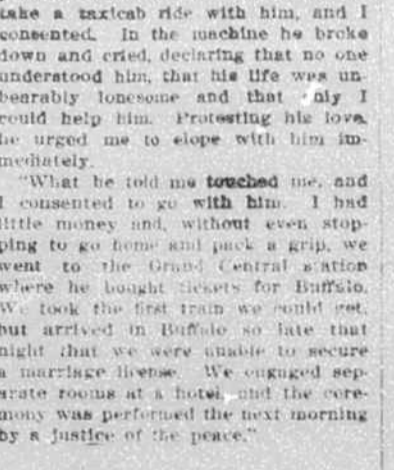 take a taxicab ride with him, and I
consented. In the machine he broke
down and cried, declaring that no one
understood him, that his life was un-
bearably lonesome and that only I
could help him. Protesting his love,
he urged me to elope with him im-
mediately.
"What he told me touched me, and
I consented to go with him. I had
little money and, without even stop-
ping to go home and pack a grip, we
went to the Grand Central station
where he bought tickets for Buffalo.
We took the first train we could get,
but arrived in Buffalo so late that
night that we were unable to secure
a marriage license. We engaged sep-
arate rooms at a hotel, and the cere-
mony was performed the next morning
by a justice of the peace."